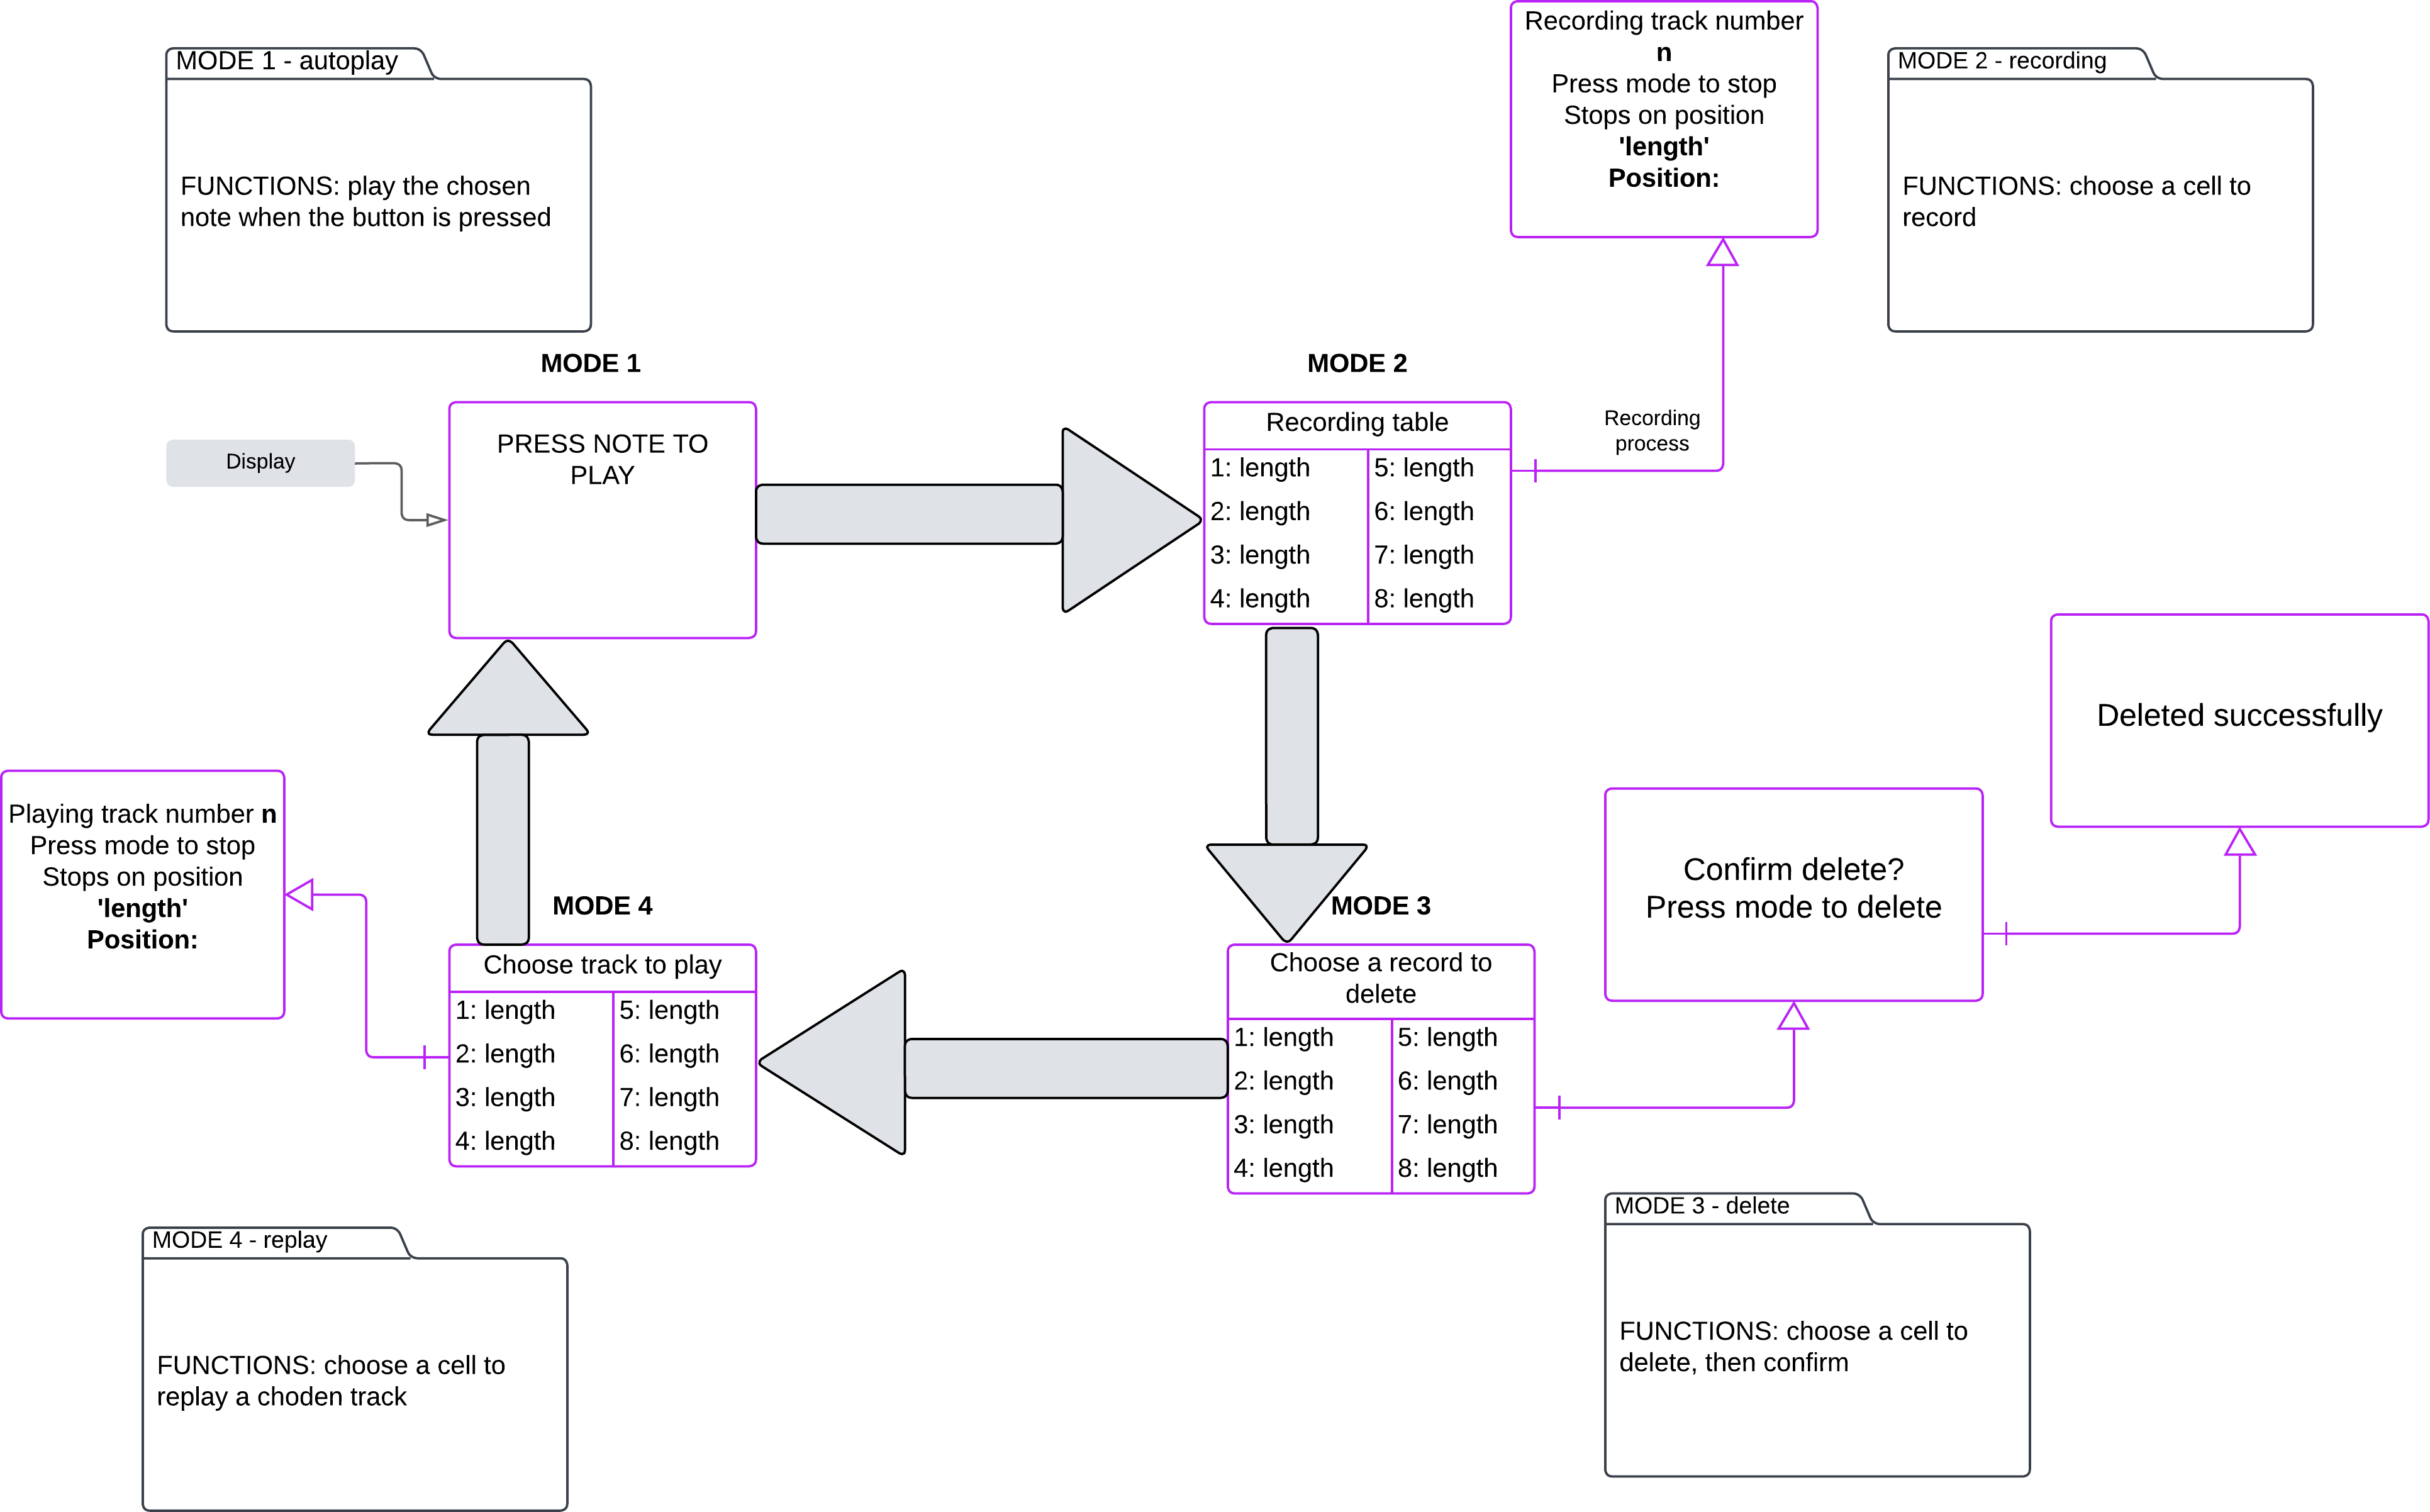 Recording track number
n
Press mode to stop
Stops on position
'length'
Position:
MODE 1 - autoplay
FUNCTIONS: play the chosen
note when the button is pressed
MODE 2 - recording
FUNCTIONS: choose a cell to
record
MODE 1
MODE 2
Display
PRESS NOTE TO
PLAY
Recording table
1: length
2: length
3: length
4: length
5: length
6: length
7: length
8: length
Recording
process
Deleted successfully
Confirm delete?
Press mode to delete
Playing track number n
Press mode to stop
Stops on position
'length'
Position:
MODE 4
MODE 3
Choose track to play
1: length
2: length
3: length
4: length
5: length
6: length
7: length
8: length
Choose a record to
delete
1: length
2: length
3: length
4: length
5: length
6: length
7: length
8: length
MODE 3 - delete
FUNCTIONS: choose a cell to
delete, then confirm
MODE 4 - replay
FUNCTIONS: choose a cell to
replay a choden track